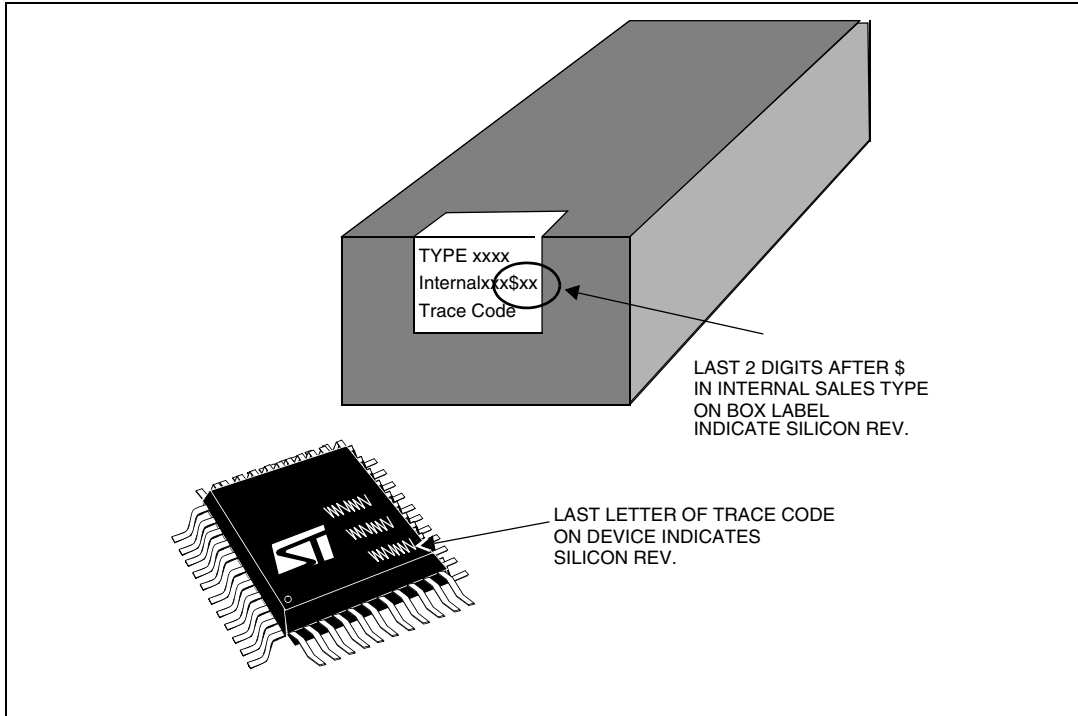 TYPE xxxx
Internalxxx$xx
Trace Code
LAST 2 DIGITS AFTER $
IN INTERNAL SALES TYPE
ON BOX LABEL
INDICATE SILICON REV.
LAST LETTER OF TRACE CODE
ON DEVICE INDICATES
SILICON REV.
ST